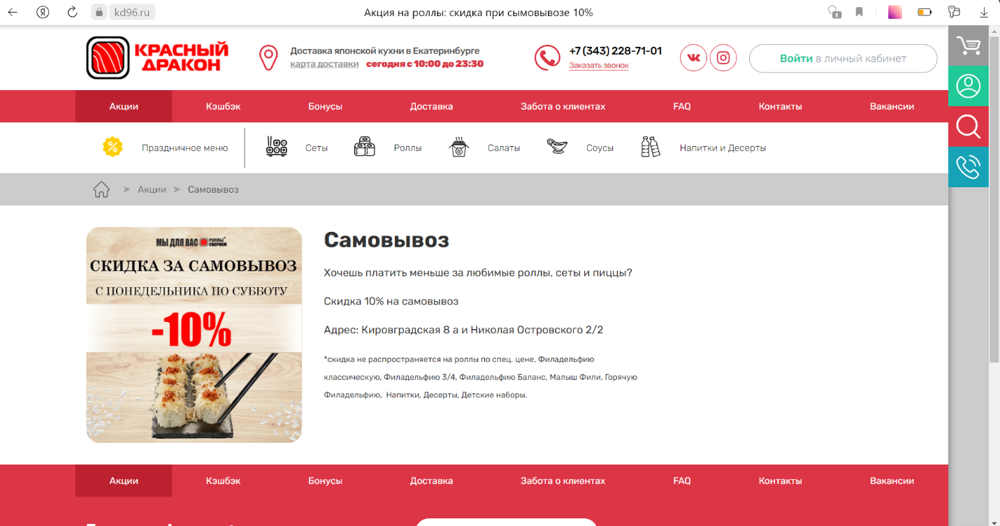 kd96.ru
Акция на роллы: скидка при сымовывозе 10%
1
КРАСНЫЙ
ДРАКОН
Доставка японской кухни в Екатеринбурге
карта доставки сегодня с 10:00 до 23:30
+7 (343) 228-71-01
Заказать звонок
Войти в личный кабинет
Акции Кэшбэк Бонусы Доставка Забота о клиентах FAQ Контакты Вакансии
% Праздничное меню Сеты Роллы Салаты Соусы Напитки и Десерты
Акции Самовывоз
МЫ ДЛЯ ВАС РОЛЛЫ СВЕРНЕМ
СКИДКА ЗА САМОВЫВОЗ
С ПОНЕДЕЛЬНИКА ПО СУББОТУ
-10%
Самовывоз
Хочешь платить меньше за любимые роллы, сеты и пиццы?
Скидка 10% на самовывоз
Адрес: Кировградская 8 а и Николая Островского 2/2
*скидка не распространяется на роллы по спец. цене, Филадельфию
классическую, Филадельфию 3/4, Филадельфию Баланс, Малыш Фили, Горячую
Филадельфию, Напитки, Десерты, Детские наборы.
Акции Кэшбэк Бонусы Доставка Забота о клиентах FAQ Контакты Вакансии